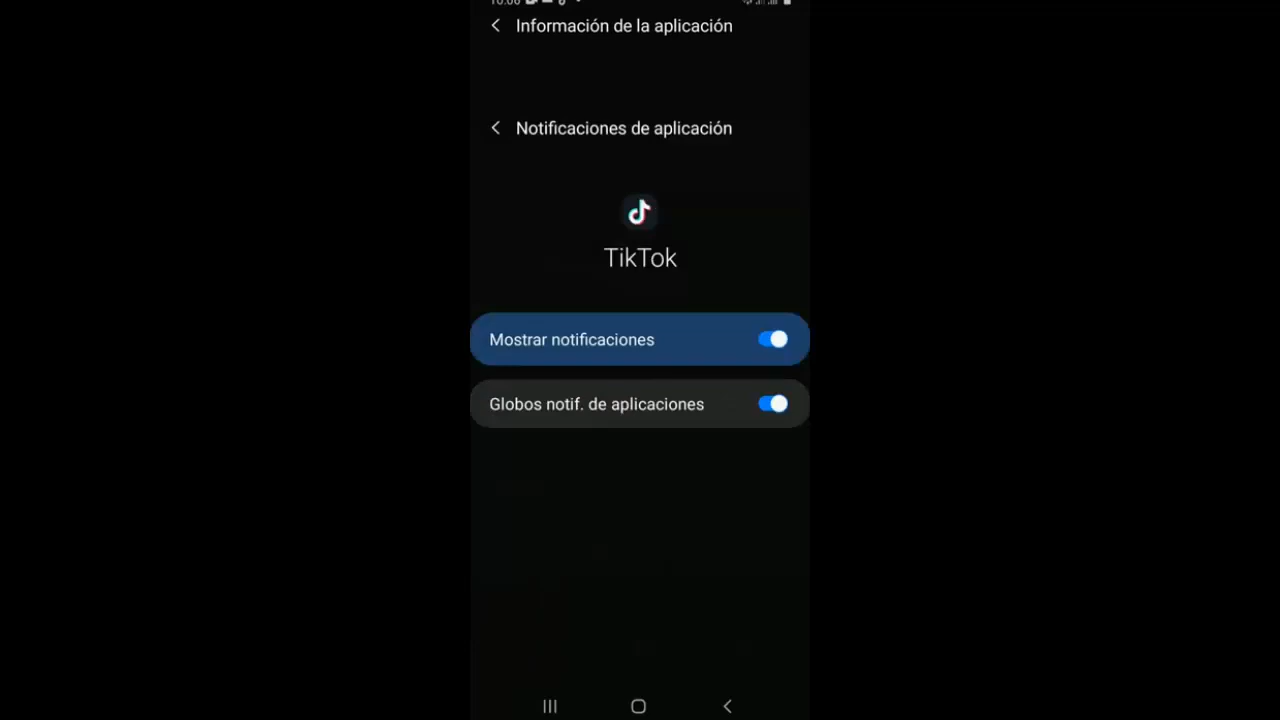 Información de la aplicación
Notificaciones de aplicación
TikTok
Mostrar notificaciones
Globos notif. de aplicaciones